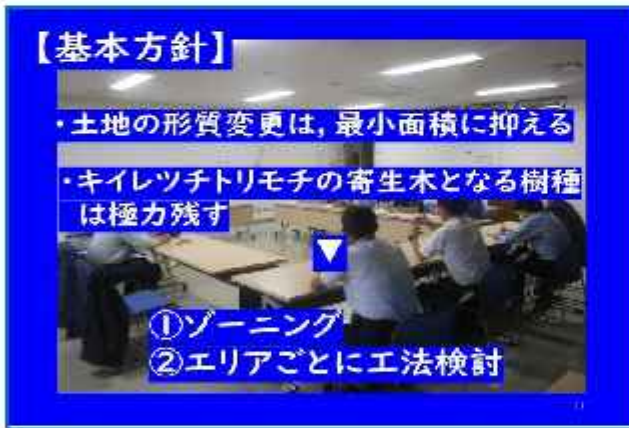 【基本方針】
・土地の形質変更は,最小面積に抑える
・キイレツチトリモチの寄生木となる樹種
は極力残す
▼
①ゾーニング
②エリアごとに工法検討